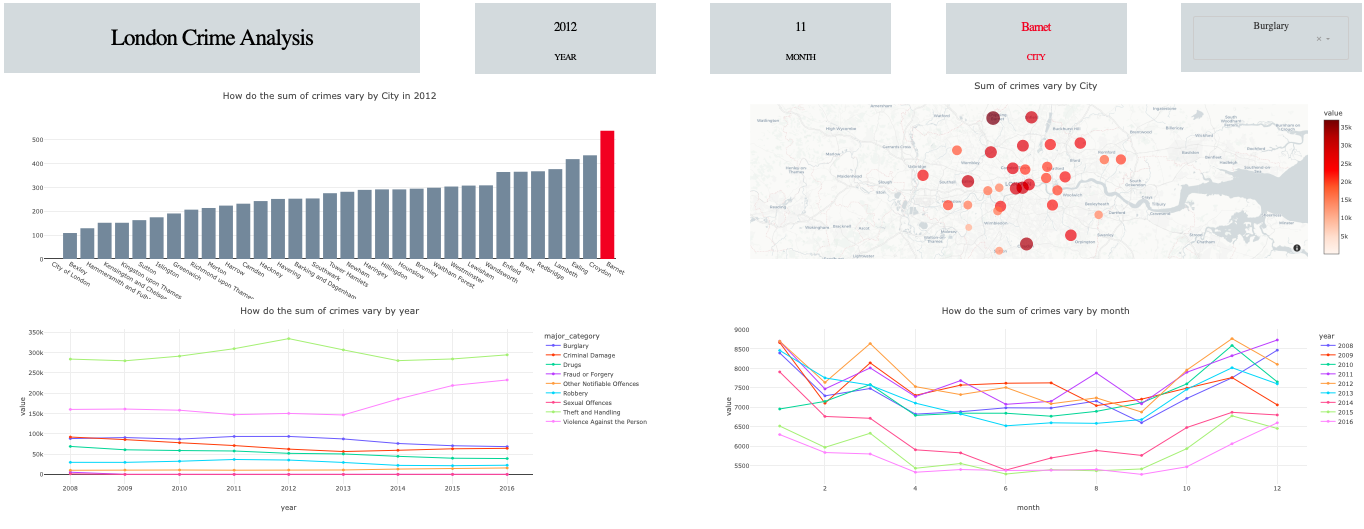 London Crime Analysis
2012
YEAR
11
MONTH
Barnet
CITY
Burglary
× ▾
How do the sum of crimes vary by City in 2012
500
400
300
200
100
0
City of London
Bexley
Hammersmith and
Kensington and Chelsea
Kingston upon Thames
Sutton
Islington
Greenwich
Richmond upon Thames
Merton
Harrow
Camden
Hackney
Havering
Barking and Dagenham
Southwark
Tower Hamlets
Newham
Haringey
Hillingdon
Hounslow
Bromley
Waltham Forest
Westminster
Lewisham
Wandsworth
Enfield
Brent
Redbridge
Lambeth
Ealing
Croydon
Barnet
Sum of crimes vary by City
value
35k
30k
25k
20k
15k
10k
5k
How do the sum of crimes vary by year
350k
300k
250k
200k
150k
100k
50k
0
value
2008 2009 2010 2011 2012 2013 2014 2015 2016
year
major_category
Burglary
Criminal Damage
Drugs
Fraud or Forgery
Other Notifiable Offences
Robbery
Sexual Offences
Theft and Handling
Violence Against the Person
How do the sum of crimes vary by month
9000
8500
8000
7500
7000
6500
6000
5500
value
2 4 6 8 10 12
month
year
2008
2009
2010
2011
2012
2013
2014
2015
2016